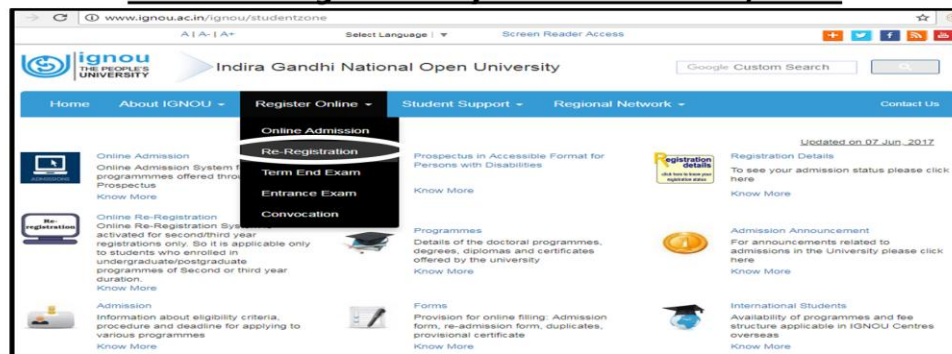 www.ignou.ac.in/ignou/studentzone
A | A- | A+
Select Language
Screen Reader Access
ignou
THE PEOPLE'S
UNIVERSITY
Indira Gandhi National Open University
Google Custom Search
Home
About IGNOU
Register Online
Student Support
Regional Network
Contact Us
Online Admission
Re-Registration
Term End Exam
Entrance Exam
Convocation
Updated on 07 Jun, 2017
ADMISSIONS
Online Admission
Online Admission System f
programmmes offered throu
Prospectus
Know More
Prospectus in Accessible Format for
Persons with Disabilities
Know More
Registration
details
click here to know your
registration status
Registration Details
To see your admission status please click
here
Know More
Re-
registration
Online Re-Registration
Online Re-Registration Sys
activated for second/third year
registrations only. So it is applicable only
to students who enrolled in
undergraduate/postgraduate
programmes of Second or third year
duration.
Know More
Programmes
Details of the doctoral programmes,
degrees, diplomas and certificates
offered by the university
Know More
Admission Announcement
For announcements related to
admissions in the University please click
here
Know More
Admission
Information about eligibility criteria,
procedure and deadline for applying to
various programmes
Know More
Forms
Provision for online filling: Admission
form, re-admission form, duplicates,
provisional certificate
Know More
International Students
Availability of programmes and fee
structure applicable in IGNOU Centres
overseas
Know More